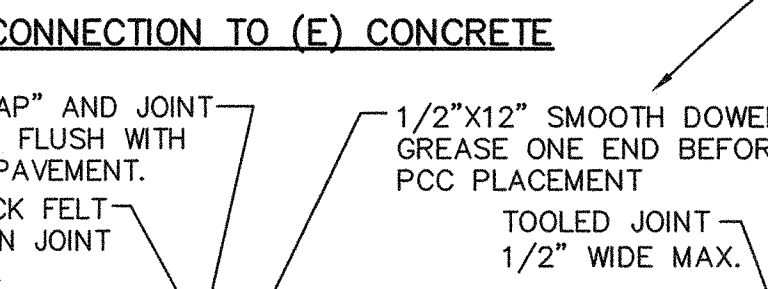 CONNECTION TO (E) CONCRETE
AP" AND JOINT
FLUSH WITH
PAVEMENT.
CK FELT
N JOINT
1/2"X12" SMOOTH DOWEL
GREASE ONE END BEFOR
PCC PLACEMENT
TOOLED JOINT
1/2" WIDE MAX.